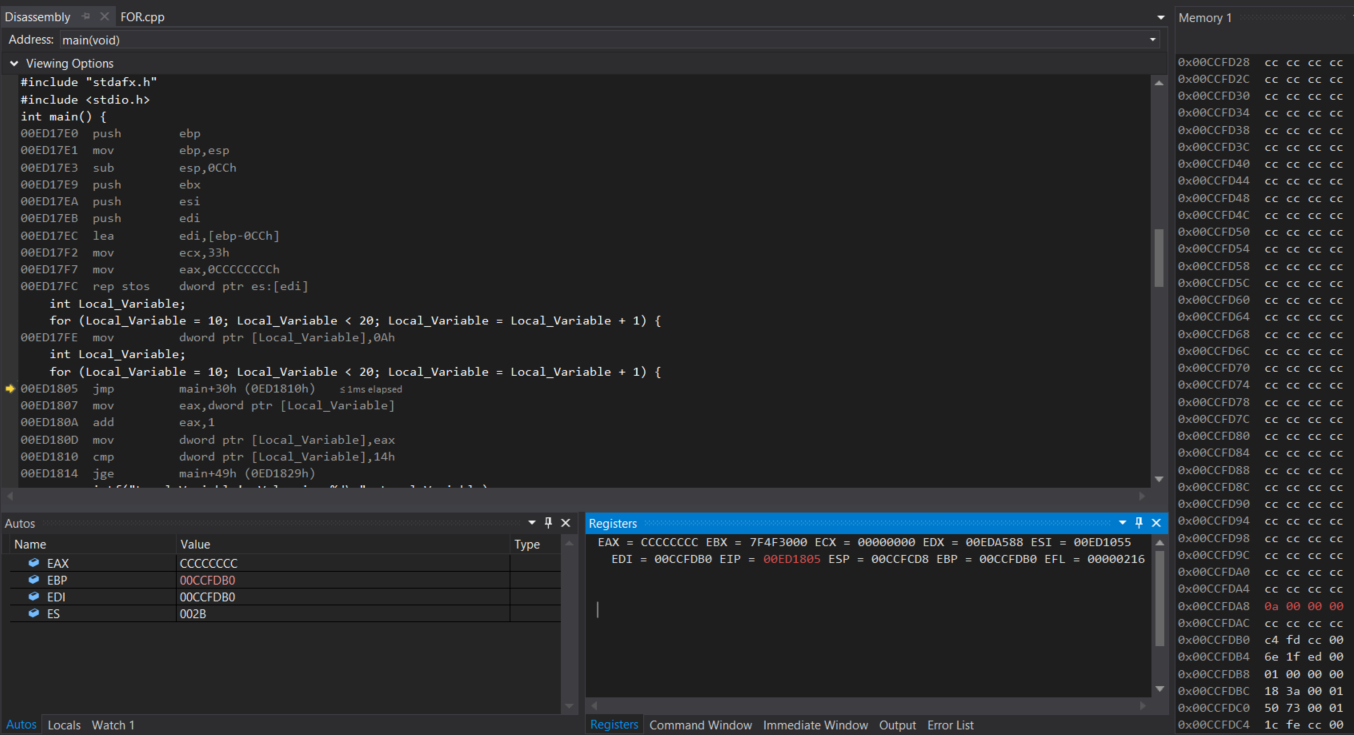 Disassembly FOR.cpp
Address: main(void)
Viewing Options
#include "stdafx.h"
#include <stdio.h>
int main() {
00ED17E0 push ebp
00ED17E1 mov ebp,esp
00ED17E3 sub esp,0CCh
00ED17E9 push ebx
00ED17EA push esi
00ED17EB push edi
00ED17EC lea edi,[ebp-0CCh]
00ED17F2 mov ecx,33h
00ED17F7 mov eax,0CCCCCCCCh
00ED17FC rep stos dword ptr es:[edi]
int Local_Variable;
for (Local_Variable = 10; Local_Variable < 20; Local_Variable = Local_Variable + 1) {
00ED17FE mov dword ptr [Local_Variable],0Ah
int Local_Variable;
for (Local_Variable = 10; Local_Variable < 20; Local_Variable = Local_Variable + 1) {
00ED1805 jmp main+30h (0ED1810h) ≤1ms elapsed
00ED1807 mov eax,dword ptr [Local_Variable]
00ED180A add eax,1
00ED180D mov dword ptr [Local_Variable],eax
00ED1810 cmp dword ptr [Local_Variable],14h
00ED1814 jge main+49h (0ED1829h)
Autos
Name Value Type
EAX CCCCCCCC
EBP 00CCFDB0
EDI 00CCFDB0
ES 002B
Autos Locals Watch 1
Registers
EAX = CCCCCCCC EBX = 7F4F3000 ECX = 00000000 EDX = 00EDA588 ESI = 00ED1055
EDI = 00CCFDB0 EIP = 00ED1805 ESP = 00CCFCD8 EBP = 00CCFDB0 EFL = 00000216
Registers Command Window Immediate Window Output Error List
Memory 1
0x00CCFD28 cc cc cc cc
0x00CCFD2C cc cc cc cc
0x00CCFD30 cc cc cc cc
0x00CCFD34 cc cc cc cc
0x00CCFD38 cc cc cc cc
0x00CCFD3C cc cc cc cc
0x00CCFD40 cc cc cc cc
0x00CCFD44 cc cc cc cc
0x00CCFD48 cc cc cc cc
0x00CCFD4C cc cc cc cc
0x00CCFD50 cc cc cc cc
0x00CCFD54 cc cc cc cc
0x00CCFD58 cc cc cc cc
0x00CCFD5C cc cc cc cc
0x00CCFD60 cc cc cc cc
0x00CCFD64 cc cc cc cc
0x00CCFD68 cc cc cc cc
0x00CCFD6C cc cc cc cc
0x00CCFD70 cc cc cc cc
0x00CCFD74 cc cc cc cc
0x00CCFD78 cc cc cc cc
0x00CCFD7C cc cc cc cc
0x00CCFD80 cc cc cc cc
0x00CCFD84 cc cc cc cc
0x00CCFD88 cc cc cc cc
0x00CCFD8C cc cc cc cc
0x00CCFD90 cc cc cc cc
0x00CCFD94 cc cc cc cc
0x00CCFD98 cc cc cc cc
0x00CCFD9C cc cc cc cc
0x00CCFDA0 cc cc cc cc
0x00CCFDA4 cc cc cc cc
0x00CCFDA8 0a 00 00 00
0x00CCFDAC cc cc cc cc
0x00CCFDB0 c4 fd cc 00
0x00CCFDB4 6e 1f ed 00
0x00CCFDB8 01 00 00 00
0x00CCFDBC 18 3a 00 01
0x00CCFDC0 50 73 00 01
0x00CCFDC4 1c fe cc 00